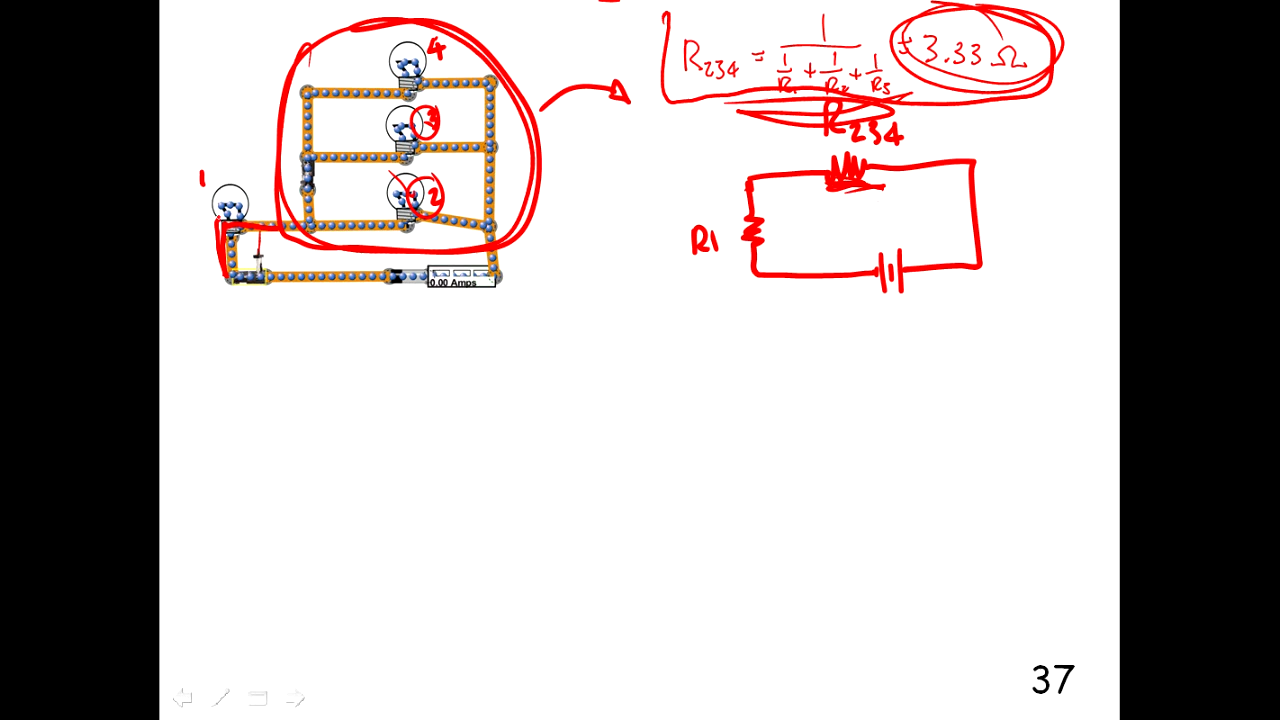 4
3
2
1
0.00 Amps
R234 = 1 / (1/R1 + 1/R2 + 1/R3) = 3.33 Ω
R234
R1
37